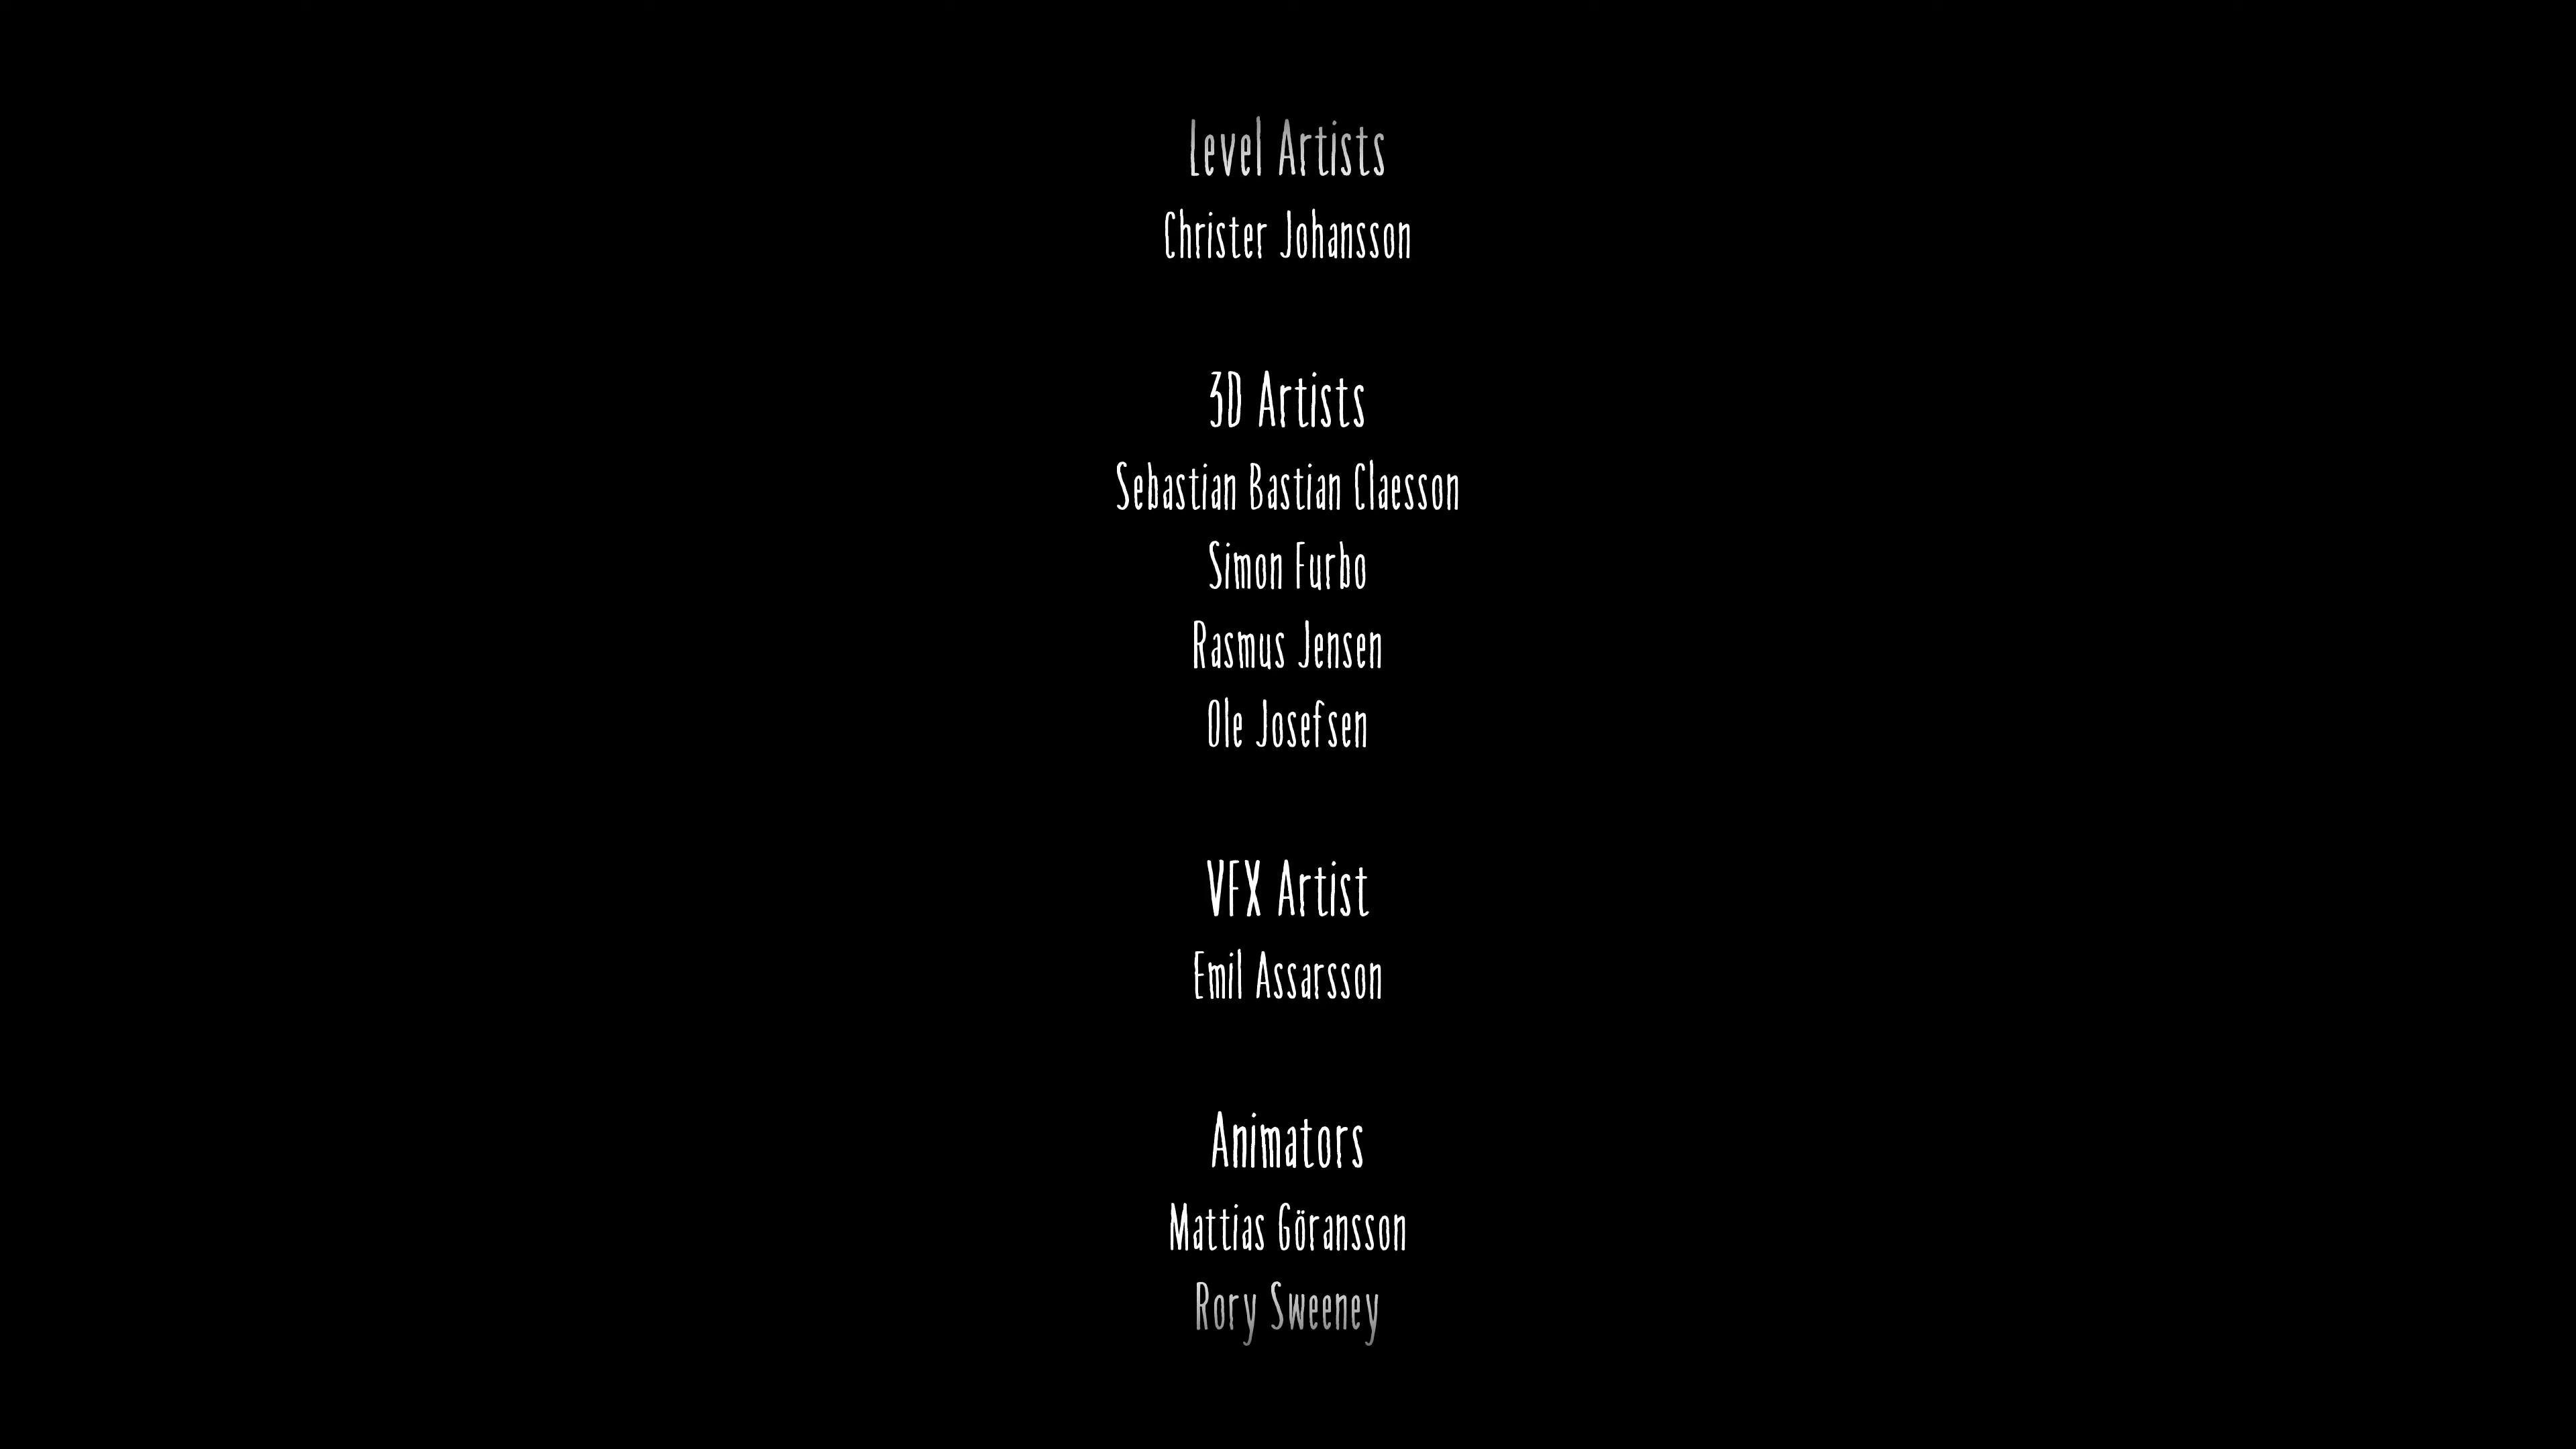 Level Artists
Christer Johansson
3D Artists
Sebastian Bastian Claesson
Simon Furbo
Rasmus Jensen
Ole Josefsen
VFX Artist
Emil Assarsson
Animators
Mattias Göransson
Rory Sweeney